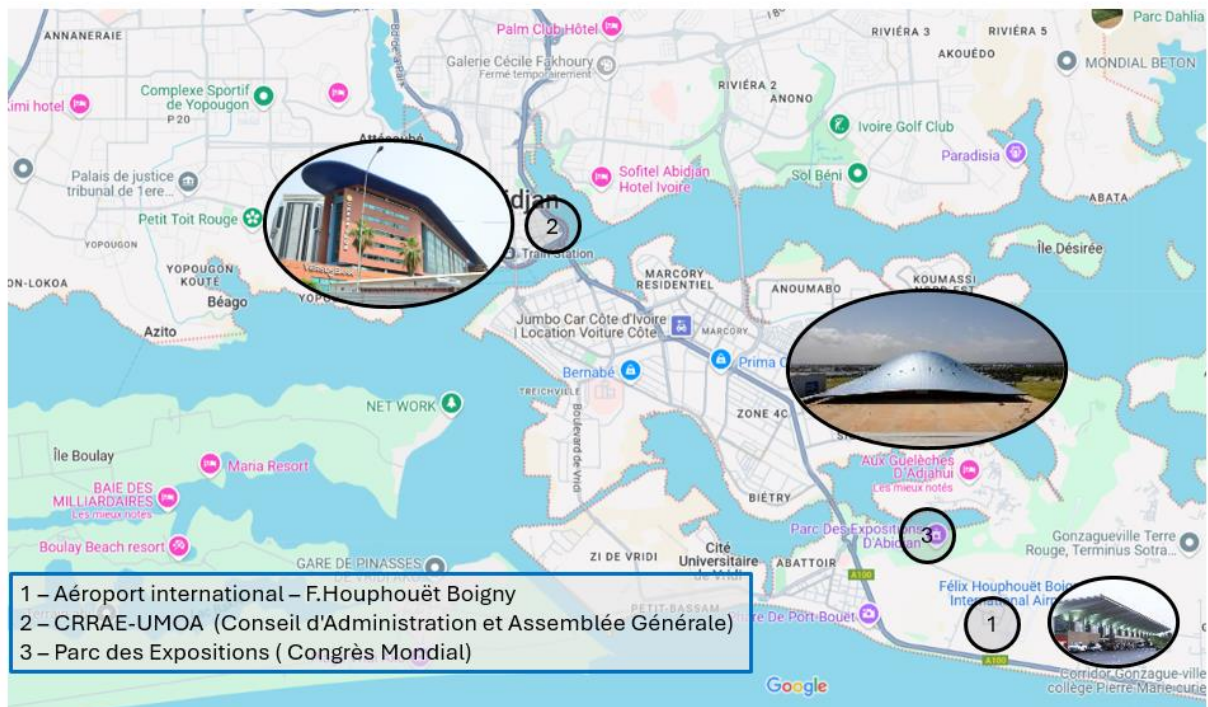 ANNANERAIE
Palm Club Hôtel
RIVIÉRA 3
RIVIÉRA 5
Parc Dahlia
Galerie Cécile Fakhoury
Fermé temporairement
AKOUÉDO
MONDIAL BETON
Complexe Sportif
de Yopougon
P 20
RIVIÉRA 2
ANONO
Ivoire Golf Club
Palais de justice
tribunal de 1ere...
Sofitel Abidjan
Hotel Ivoire
Sol Béni
Paradisia
ABATA
Petit Toit Rouge
djan
2
Train Station
YOPOUGON
Île Désirée
YOPOUGON
KOUTÉ
MARCORY
RESIDENTIEL
ANOUMABO
KOUMASSI
ON-LOKOA
Béago
Azito
Jumbo Car Côte d'Ivoire
| Location Voiture Côte...
MARCORY
Bernabé
Prima
TREICHVILLE
Boulevard de Vridi
NET WORK
ZONE 4C
Île Boulay
Maria Resort
Aux Guelèches
D'Adjahui
Les mieux notés
BAIE DES
MILLIARDAIRES
Les mieux notés
BIÉTRY
Parc Des Expositions
D'Abidjan
3
Boulay Beach resort
ZI DE VRIDI
Cité
Universitaire
de Vridi
ABATTOIR
Gonzagueville Terre
Rouge, Terminus Sotra...
GARE DE PINASSES
A100
Félix Houphouët Boigny
International
1
PETIT-BASSAM
De Port Bouët
A100
Corridor Gonzague-ville
collège Pierre Marie-curie
1 – Aéroport international – F.Houphouët Boigny
2 – CRRAE-UMOA (Conseil d'Administration et Assemblée Générale)
3 – Parc des Expositions ( Congrès Mondial)
Google